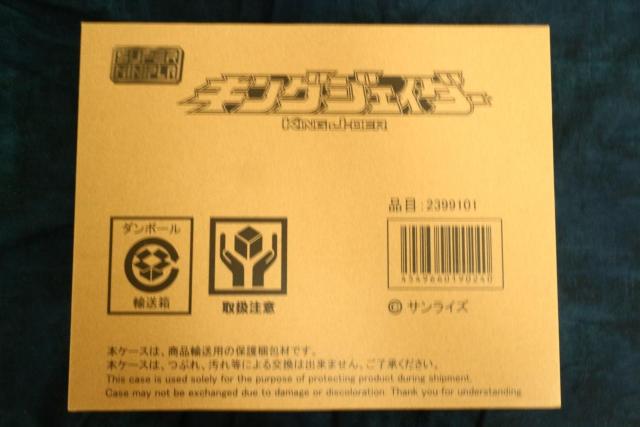 SUPER
MINIPLA
キングジェイダー
KING J-DER
品目:2399101
ダンボール
輸送箱
取扱注意
4549660190240
© サンライズ
本ケースは、商品輸送用の保護梱包材です。
本ケースは、つぶれ、汚れ等による交換は出来ません、ご了承ください。
This case is used solely for the purpose of protecting product during shipment.
Case may not be exchanged due to damage or discoloration. Thank you for understanding